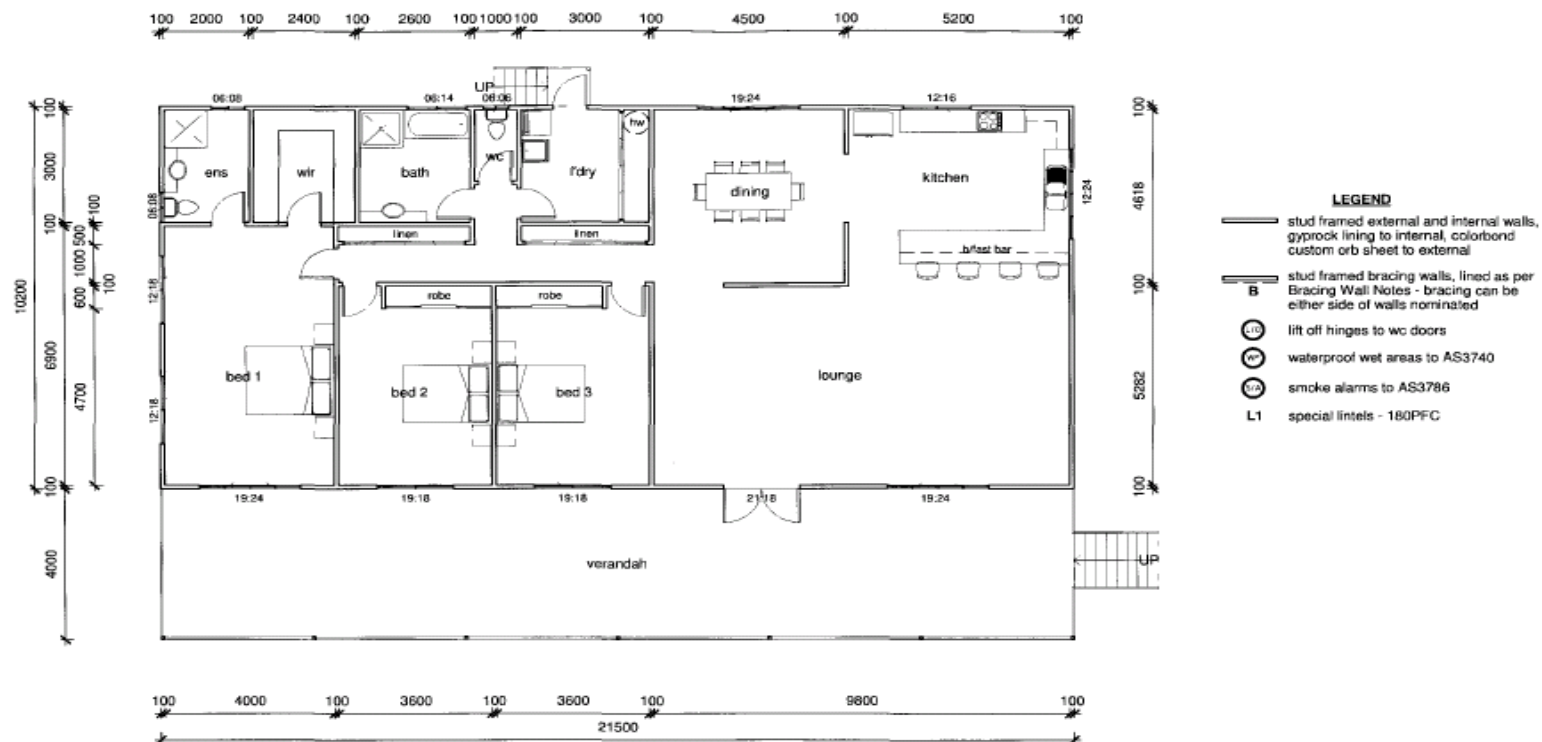 100 2000 100 2400 100 2600 100 1000 100 3000 100 4500 100 5200 100
UP
06:08 06:14 06:06 19:24 12:16
hw
ens wir bath wc l'dry dining kitchen
06:08
12:24
linen linen
b/fast bar
robe robe
12:18
12:18
bed 1 bed 2 bed 3 lounge
19:24 19:18 19:18 21:18 19:24
verandah
UP
10200
100 3000 100 6900 100 4000
100 500 1000 100 600 4700
100 4618 100 5282 100
100 4000 100 3600 100 3600 100 9800 100
21500
LEGEND
stud framed external and internal walls,
gyprock lining to internal, colorbond
custom orb sheet to external
B stud framed bracing walls, lined as per
Bracing Wall Notes - bracing can be
either side of walls nominated
lift off hinges to wc doors
WP waterproof wet areas to AS3740
S/A smoke alarms to AS3786
L1 special lintels - 180PFC